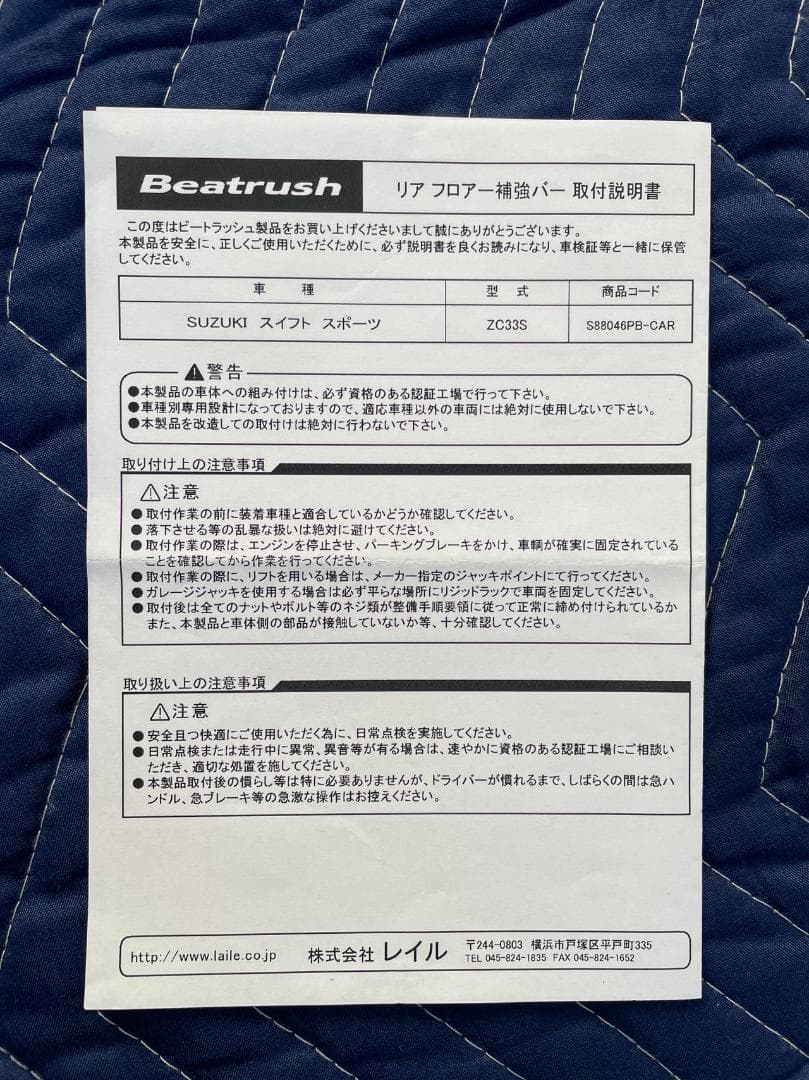 Beatrush リア フロアー補強バー 取付説明書
この度はビートラッシュ製品をお買い上げくださいまして誠にありがとうございます。
本製品を安全に、正しくご使用いただくために、必ず説明書を良くお読みになり、車検証等と一緒に保管
してください。
車 種 型 式 商品コード
SUZUKI スイフト スポーツ ZC33S S88046PB-CAR
警告
●本製品の車体への組み付けは、必ず資格のある認証工場で行って下さい。
●車種別専用設計になっておりますので、適応車種以外の車両には絶対に使用しないで下さい。
●本製品を改造しての取付けは絶対に行わないで下さい。
取り付け上の注意事項
注意
●取付作業の前に装着車種と適合しているかどうか確認してください。
●落下させる等の乱暴な扱いは絶対に避けてください。
●取付作業の際は、エンジンを停止させ、パーキングブレーキをかけ、車輌が確実に固定されている
ことを確認してから作業を行ってください。
●取付作業の際に、リフトを用いる場合は、メーカー指定のジャッキポイントにて行ってください。
●ガレージジャッキを使用する場合は必ず平らな場所にリジッドラックで車両を固定してください。
●取付後は全てのナットやボルト等のネジ類が整備手順要領に従って正常に締め付けられているか
また、本製品と車体側の部品が接触していないか等、十分確認してください。
取り扱い上の注意事項
注意
●安全且つ快適にご使用いただく為に、日常点検を実施してください。
●日常点検または走行中に異常、異音等が有る場合は、速やかに資格のある認証工場にご相談い
ただき、適切な処置を施してください。
●本製品取付後の慣らし等は特に必要ありませんが、ドライバーが慣れるまで、しばらくの間は急ハ
ンドル、急ブレーキ等の急激な操作はお控えください。
http://www.laile.co.jp 株式会社 レイル 〒244-0803 横浜市戸塚区平戸町335
TEL 045-824-1835 FAX 045-824-1652